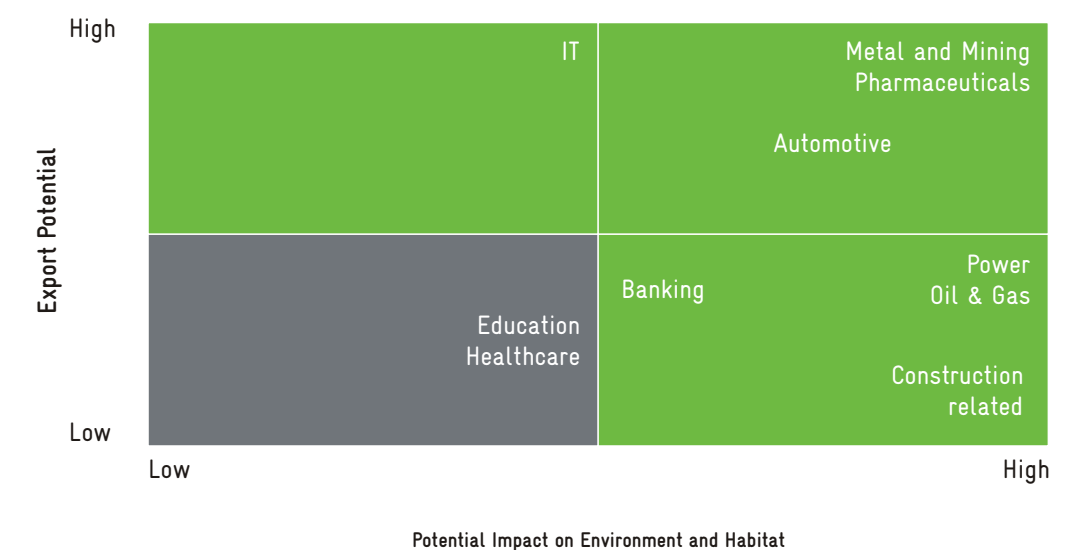 High
IT
Metal and Mining
Pharmaceuticals
Automotive
Export Potential
Banking
Power
Oil & Gas
Education
Healthcare
Construction
related
Low
Low
High
Potential Impact on Environment and Habitat